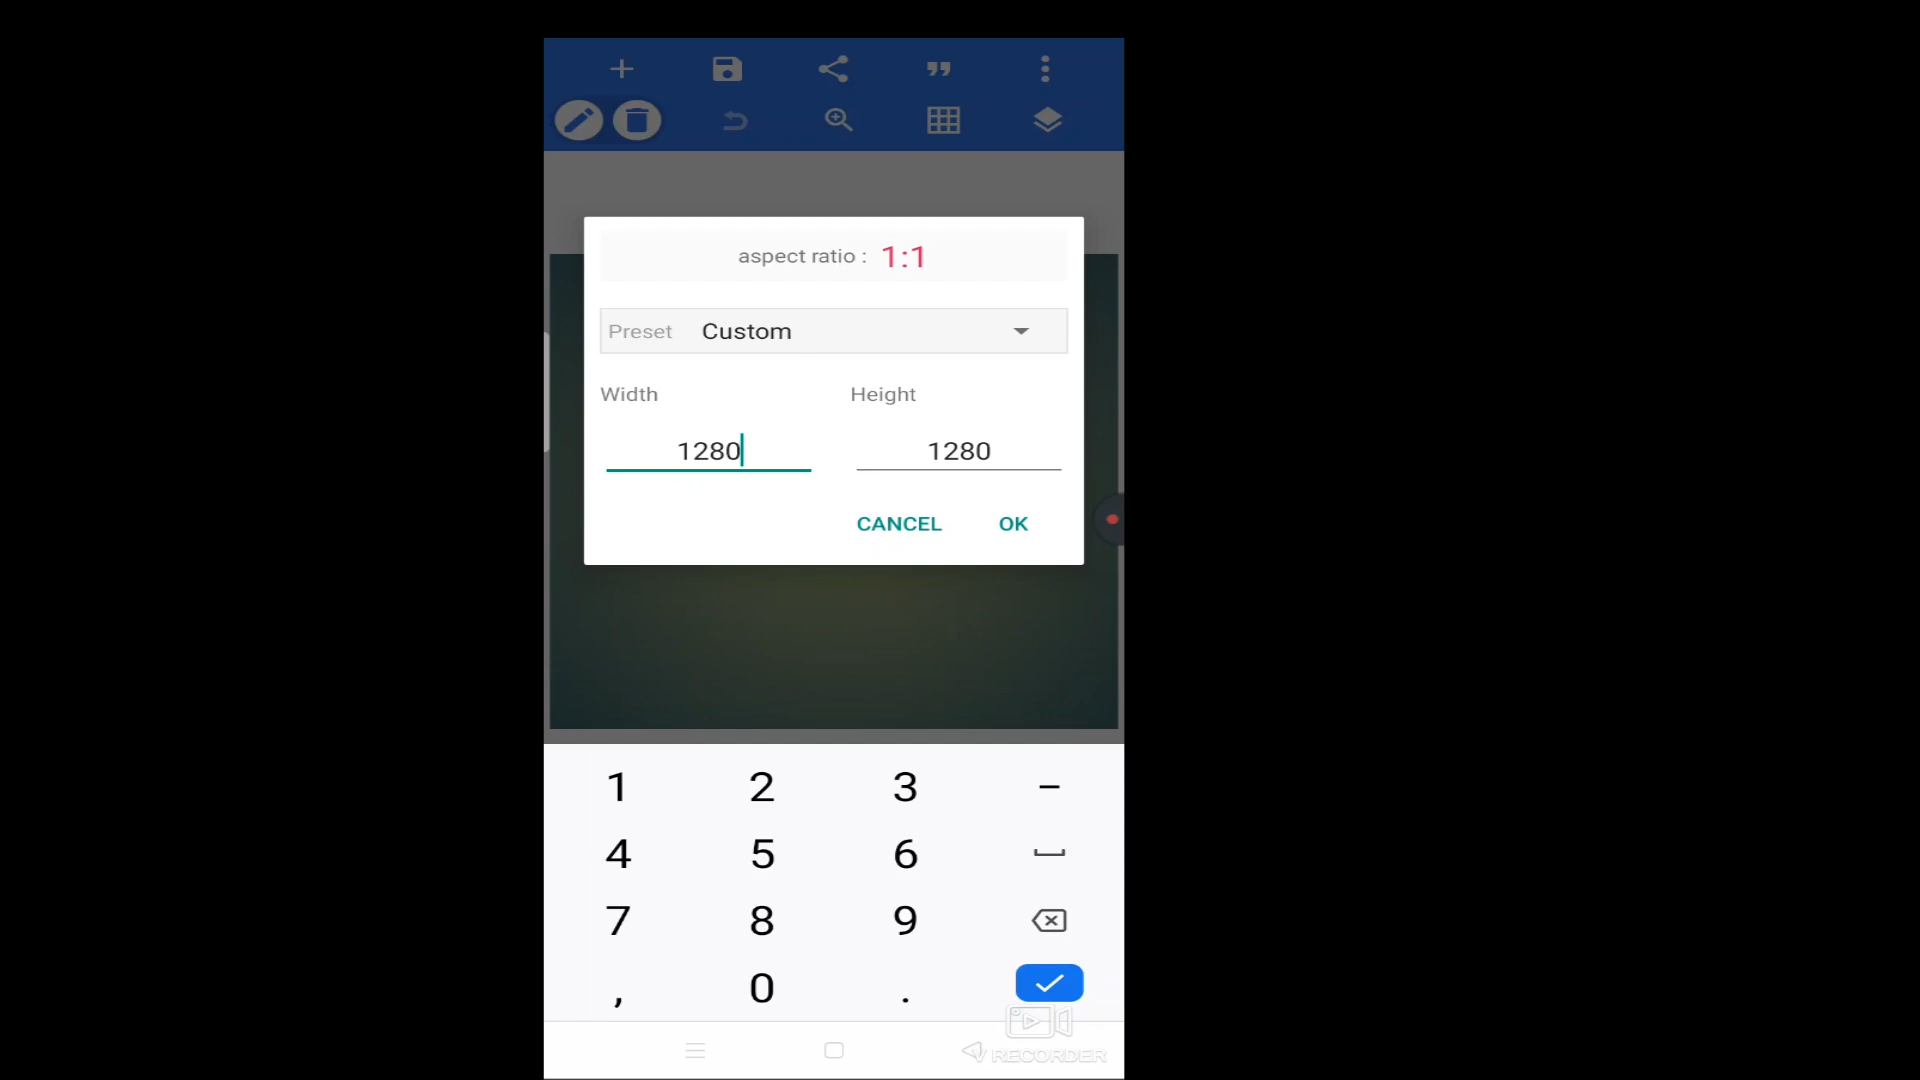 aspect ratio : 1:1
Preset Custom
Width Height
1280 1280
CANCEL OK
1 2 3 –
4 5 6
7 8 9
, 0 .
V RECORDER